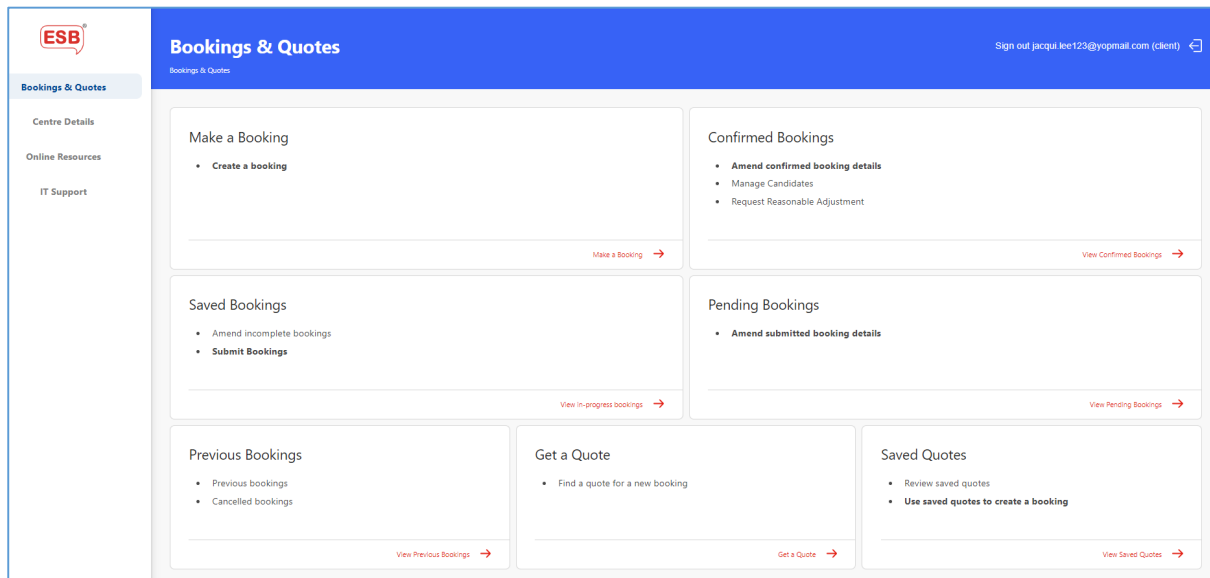 ESB
Bookings & Quotes
Centre Details
Online Resources
IT Support
Bookings & Quotes
Bookings & Quotes
Sign out jacqui.lee123@yopmail.com (client)
Make a Booking
• Create a booking
Make a Booking
Confirmed Bookings
• Amend confirmed booking details
• Manage Candidates
• Request Reasonable Adjustment
View Confirmed Bookings
Saved Bookings
• Amend incomplete bookings
• Submit Bookings
View in-progress bookings
Pending Bookings
• Amend submitted booking details
View Pending Bookings
Previous Bookings
• Previous bookings
• Cancelled bookings
View Previous Bookings
Get a Quote
• Find a quote for a new booking
Get a Quote
Saved Quotes
• Review saved quotes
• Use saved quotes to create a booking
View Saved Quotes